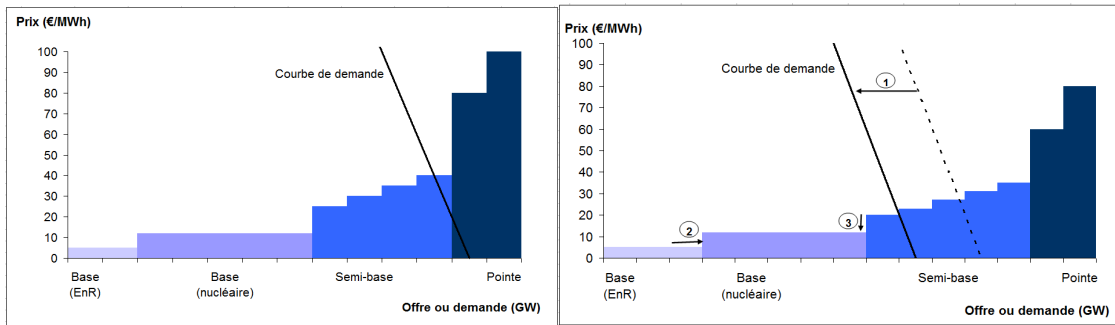 Prix (€/MWh)
100
90
80
70
60
50
40
30
20
10
0
Courbe de demande
Base
(EnR)
Base
(nucléaire)
Semi-base
Pointe
Offre ou demande (GW)
Prix (€/MWh)
100
90
80
70
60
50
40
30
20
10
0
Courbe de demande
1
2
3
Base
(EnR)
Base
(nucléaire)
Semi-base
Pointe
Offre ou demande (GW)